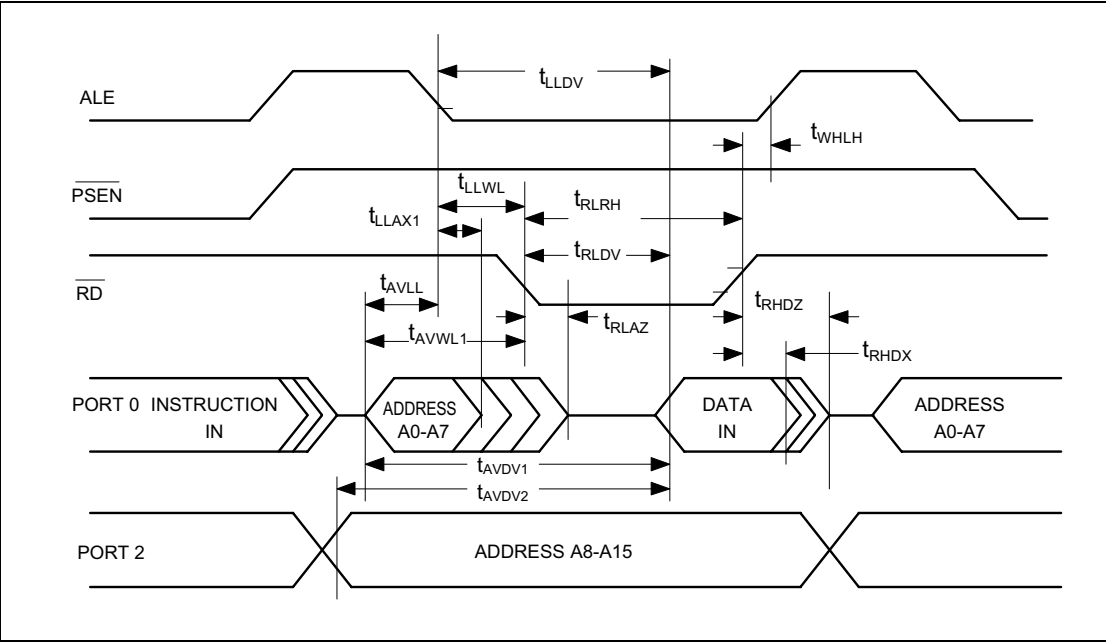 tLLDV
ALE
tWHLH
PSEN
tLLWL
tRLRH
tLLAX1
tRLDV
RD
tAVLL
tRHDZ
tRLAZ
tAVWL1
tRHDX
PORT 0 INSTRUCTION
IN
ADDRESS
A0-A7
DATA
IN
ADDRESS
A0-A7
tAVDV1
tAVDV2
PORT 2
ADDRESS A8-A15